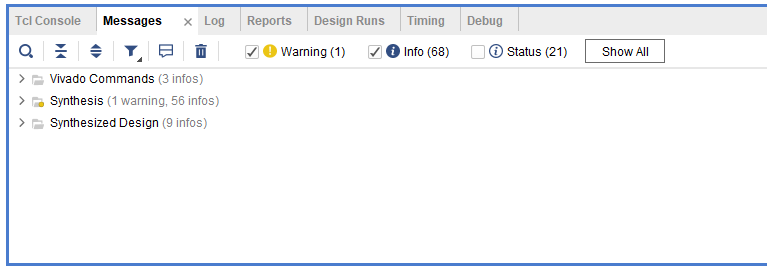 Tcl Console Messages Log Reports Design Runs Timing Debug
Warning (1) Info (68) Status (21) Show All
Vivado Commands (3 infos)
Synthesis (1 warning, 56 infos)
Synthesized Design (9 infos)